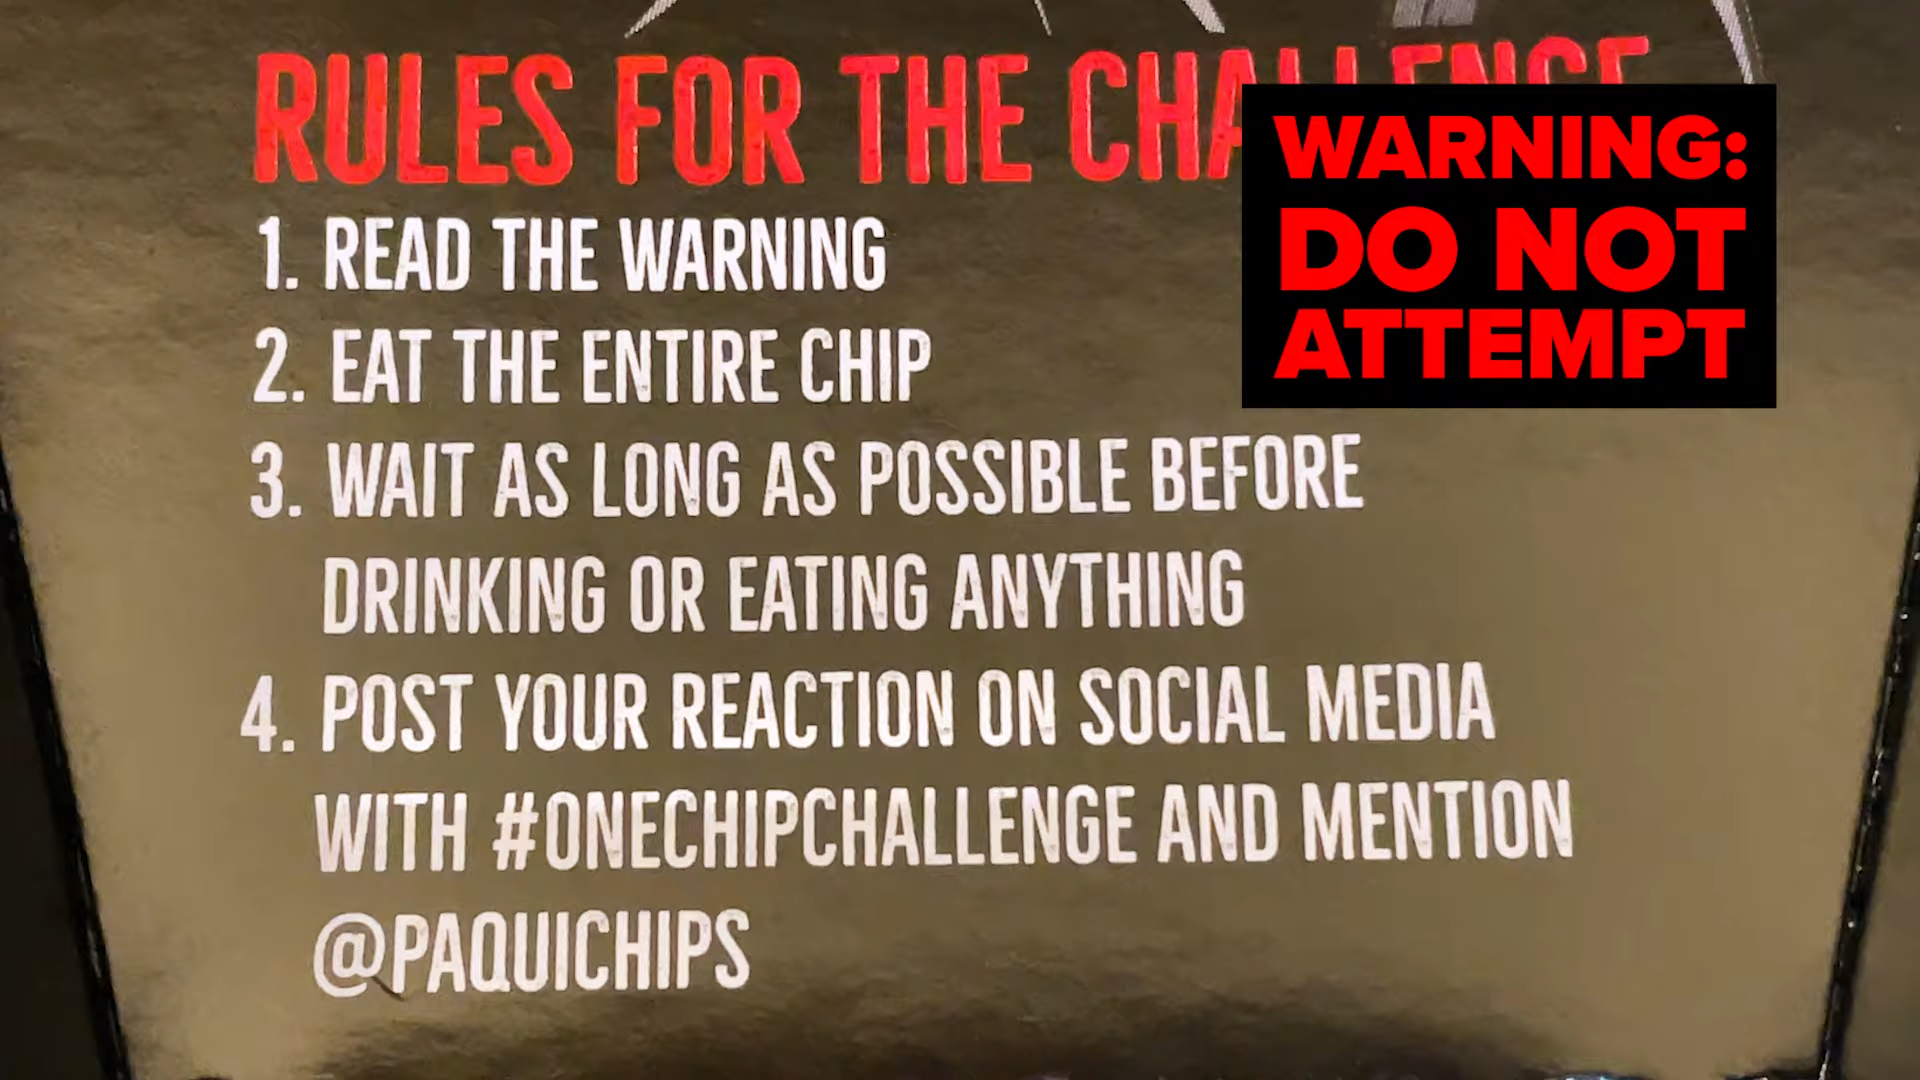 RULES FOR THE CHALLENGE
WARNING:
DO NOT
ATTEMPT
1. READ THE WARNING
2. EAT THE ENTIRE CHIP
3. WAIT AS LONG AS POSSIBLE BEFORE
DRINKING OR EATING ANYTHING
4. POST YOUR REACTION ON SOCIAL MEDIA
WITH #ONECHIPCHALLENGE AND MENTION
@PAQUICHIPS